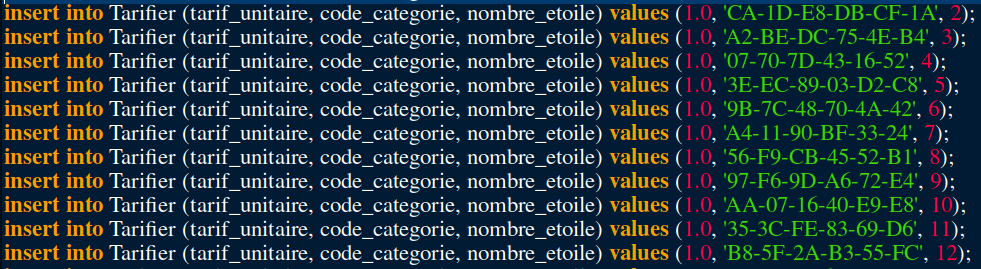 insert into Tarifier (tarif_unitaire, code_categorie, nombre_etoile) values (1.0, 'CA-1D-E8-DB-CF-1A', 2);
insert into Tarifier (tarif_unitaire, code_categorie, nombre_etoile) values (1.0, 'A2-BE-DC-75-4E-B4', 3);
insert into Tarifier (tarif_unitaire, code_categorie, nombre_etoile) values (1.0, '07-70-7D-43-16-52', 4);
insert into Tarifier (tarif_unitaire, code_categorie, nombre_etoile) values (1.0, '3E-EC-89-03-D2-C8', 5);
insert into Tarifier (tarif_unitaire, code_categorie, nombre_etoile) values (1.0, '9B-7C-48-70-4A-42', 6);
insert into Tarifier (tarif_unitaire, code_categorie, nombre_etoile) values (1.0, 'A4-11-90-BF-33-24', 7);
insert into Tarifier (tarif_unitaire, code_categorie, nombre_etoile) values (1.0, '56-F9-CB-45-52-B1', 8);
insert into Tarifier (tarif_unitaire, code_categorie, nombre_etoile) values (1.0, '97-F6-9D-A6-72-E4', 9);
insert into Tarifier (tarif_unitaire, code_categorie, nombre_etoile) values (1.0, 'AA-07-16-40-E9-E8', 10);
insert into Tarifier (tarif_unitaire, code_categorie, nombre_etoile) values (1.0, '35-3C-FE-83-69-D6', 11);
insert into Tarifier (tarif_unitaire, code_categorie, nombre_etoile) values (1.0, 'B8-5F-2A-B3-55-FC', 12);